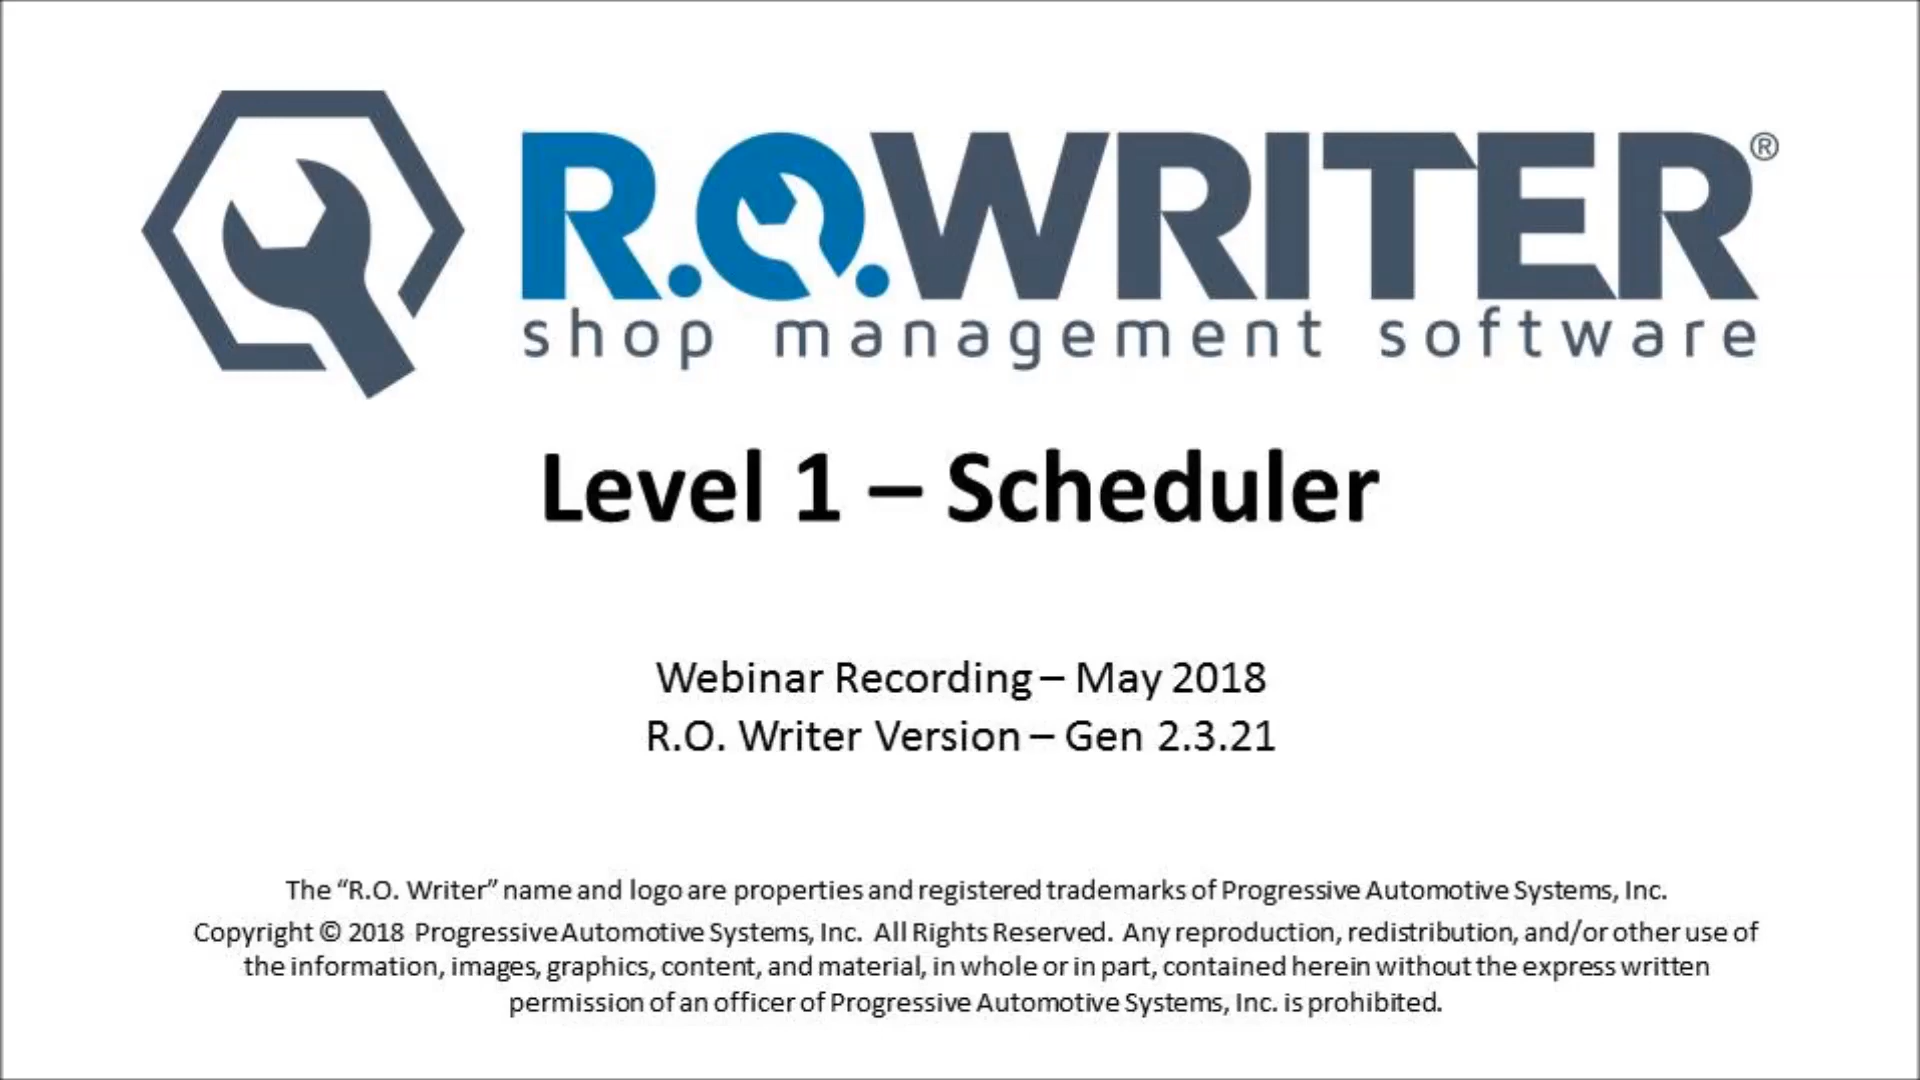 R.O.WRITER®
shop management software
Level 1 – Scheduler
Webinar Recording – May 2018
R.O. Writer Version – Gen 2.3.21
The “R.O. Writer” name and logo are properties and registered trademarks of Progressive Automotive Systems, Inc.
Copyright © 2018 Progressive Automotive Systems, Inc. All Rights Reserved. Any reproduction, redistribution, and/or other use of
the information, images, graphics, content, and material, in whole or in part, contained herein without the express written
permission of an officer of Progressive Automotive Systems, Inc. is prohibited.